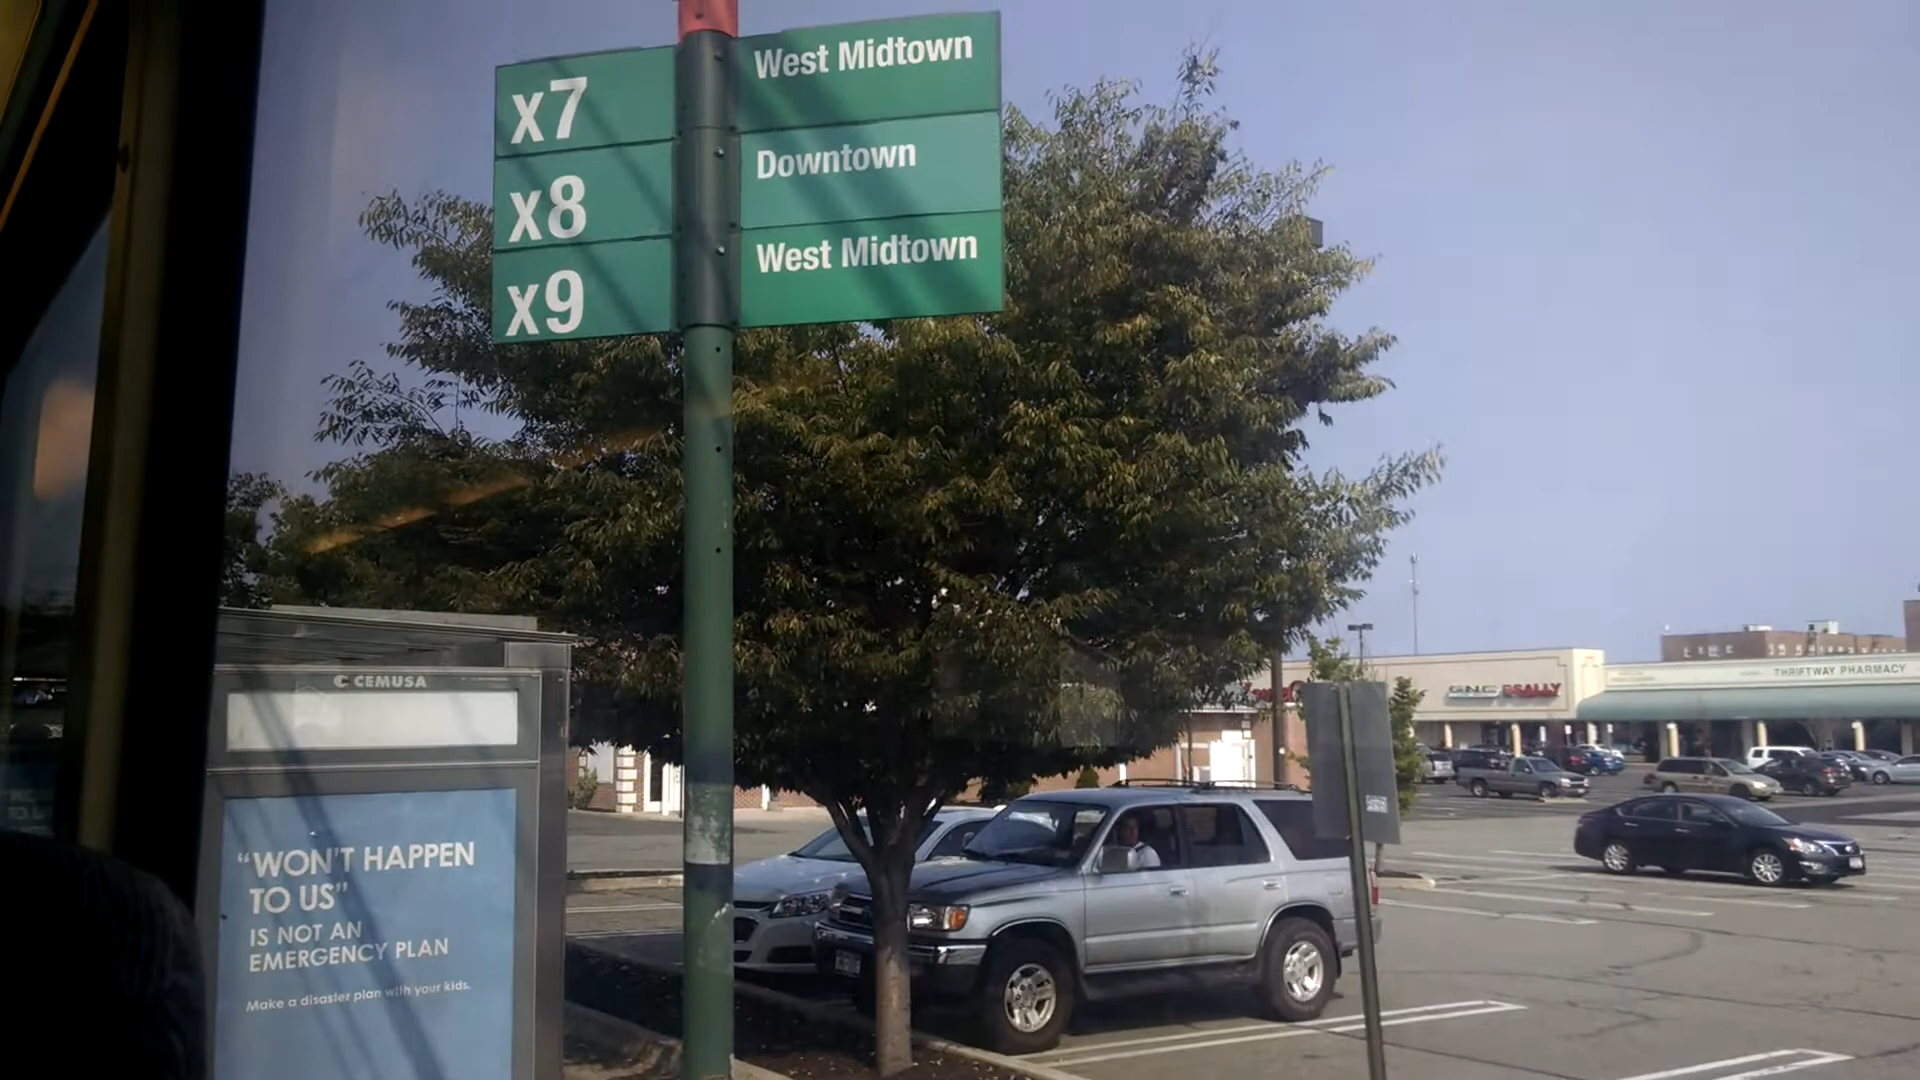 x7
West Midtown
x8
Downtown
x9
West Midtown
CEMUSA
"WON'T HAPPEN
TO US"
IS NOT AN
EMERGENCY PLAN
Make a disaster plan with your kids.
GNC
SALLY
THRIFTWAY PHARMACY